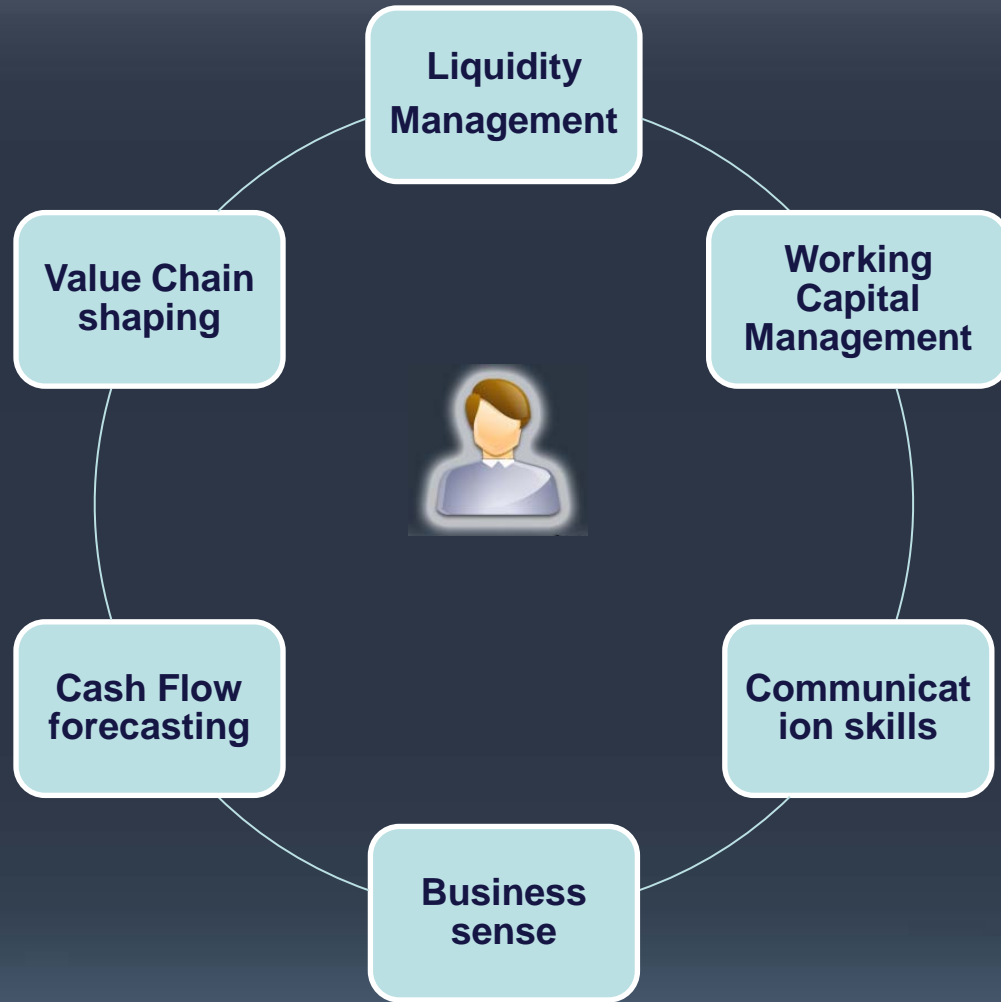 Liquidity
Management
Value Chain
shaping
Working
Capital
Management
Cash Flow
forecasting
Communicat
ion skills
Business
sense